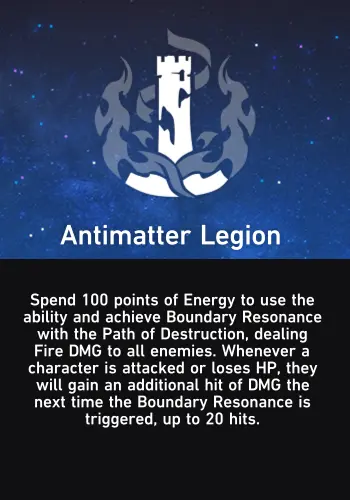 Antimatter Legion
Spend 100 points of Energy to use the
ability and achieve Boundary Resonance
with the Path of Destruction, dealing
Fire DMG to all enemies. Whenever a
character is attacked or loses HP, they
will gain an additional hit of DMG the
next time the Boundary Resonance is
triggered, up to 20 hits.